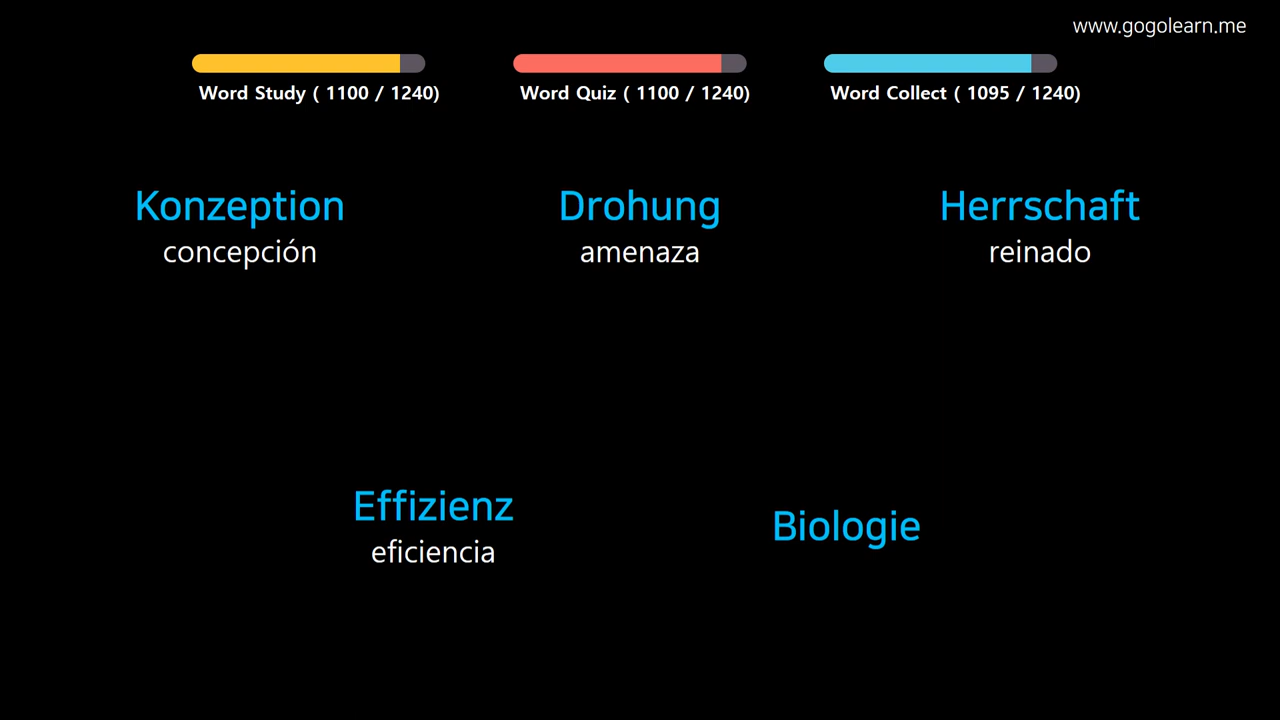 www.gogolearn.me
Word Study ( 1100 / 1240)
Word Quiz ( 1100 / 1240)
Word Collect ( 1095 / 1240)
Konzeption
concepción
Drohung
amenaza
Herrschaft
reinado
Effizienz
eficiencia
Biologie